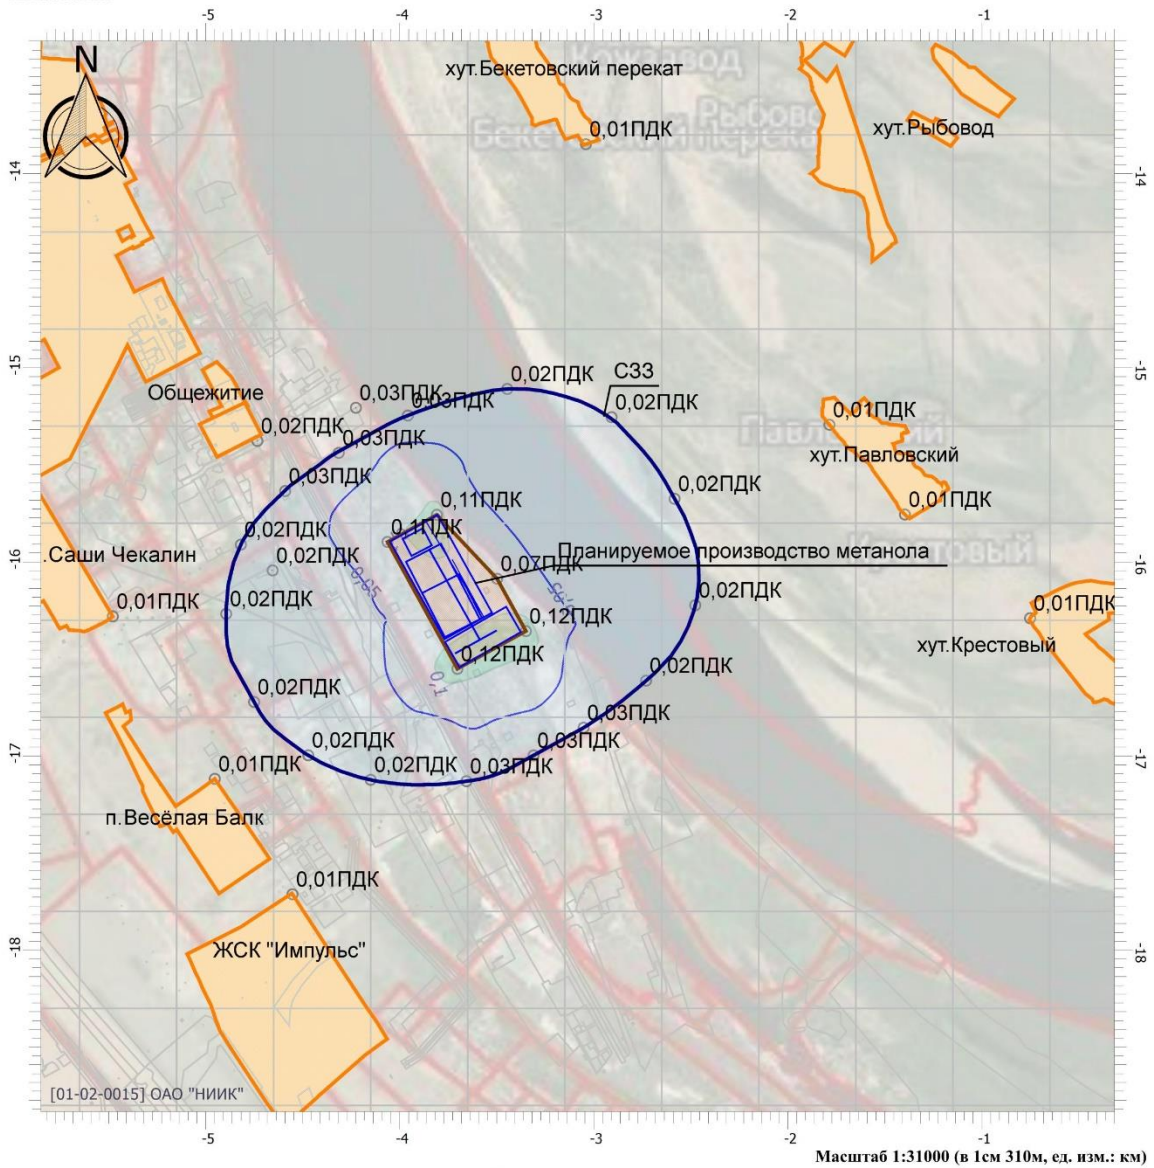 -5 -4 -3 -2 -1
N
хут.Бекетовский перекат
0,01ПДК
хут.Рыбовод
-14
-14
-15
-15
Общежитие
0,03ПДК
0,03ПДК
0,02ПДК
СЗЗ
0,02ПДК
0,01ПДК
0,02ПДК
0,03ПДК
хут.Павловский
0,03ПДК
0,02ПДК
0,11ПДК
0,01ПДК
0,02ПДК
0,1ПДК
.Саши Чекалин
0,02ПДК
0,07ПДК
Планируемое производство метанола
-16
-16
0,05
0,05
0,01ПДК
0,02ПДК
0,12ПДК
0,02ПДК
0,01ПДК
хут.Крестовый
0,12ПДК
0,1
0,02ПДК
0,02ПДК
0,03ПДК
0,02ПДК
0,03ПДК
-17
-17
0,01ПДК
0,02ПДК
0,03ПДК
п.Весёлая Балк
0,01ПДК
ЖСК "Импульс"
-18
-18
[01-02-0015] ОАО "НИИК"
-5 -4 -3 -2 -1
Масштаб 1:31000 (в 1см 310м, ед. изм.: км)